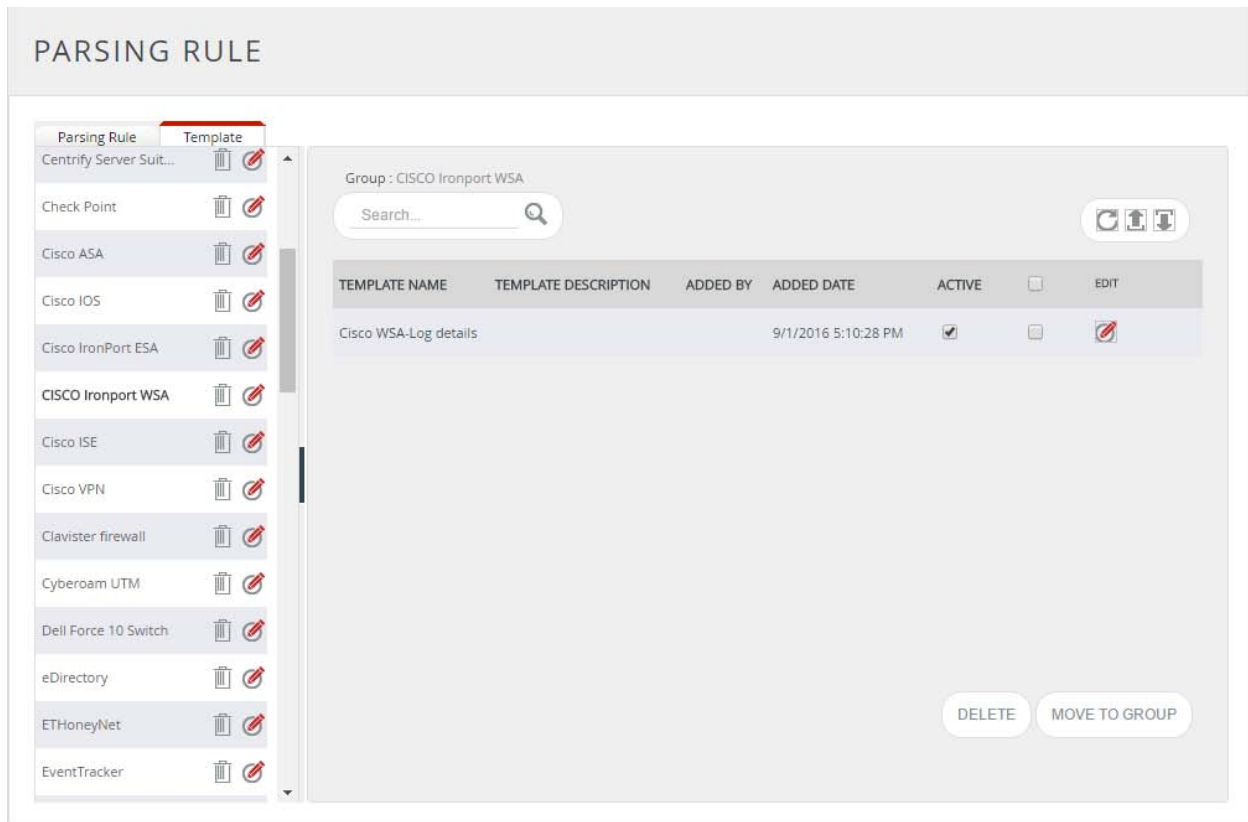 PARSING RULE
Parsing Rule
Template
Centrify Server Suit...
Check Point
Cisco ASA
Cisco IOS
Cisco IronPort ESA
CISCO Ironport WSA
Cisco ISE
Cisco VPN
Clavister firewall
Cyberoam UTM
Dell Force 10 Switch
eDirectory
ETHoneyNet
EventTracker
Group : CISCO Ironport WSA
Search...
TEMPLATE NAME TEMPLATE DESCRIPTION ADDED BY ADDED DATE ACTIVE EDIT
Cisco WSA-Log details 9/1/2016 5:10:28 PM
DELETE
MOVE TO GROUP